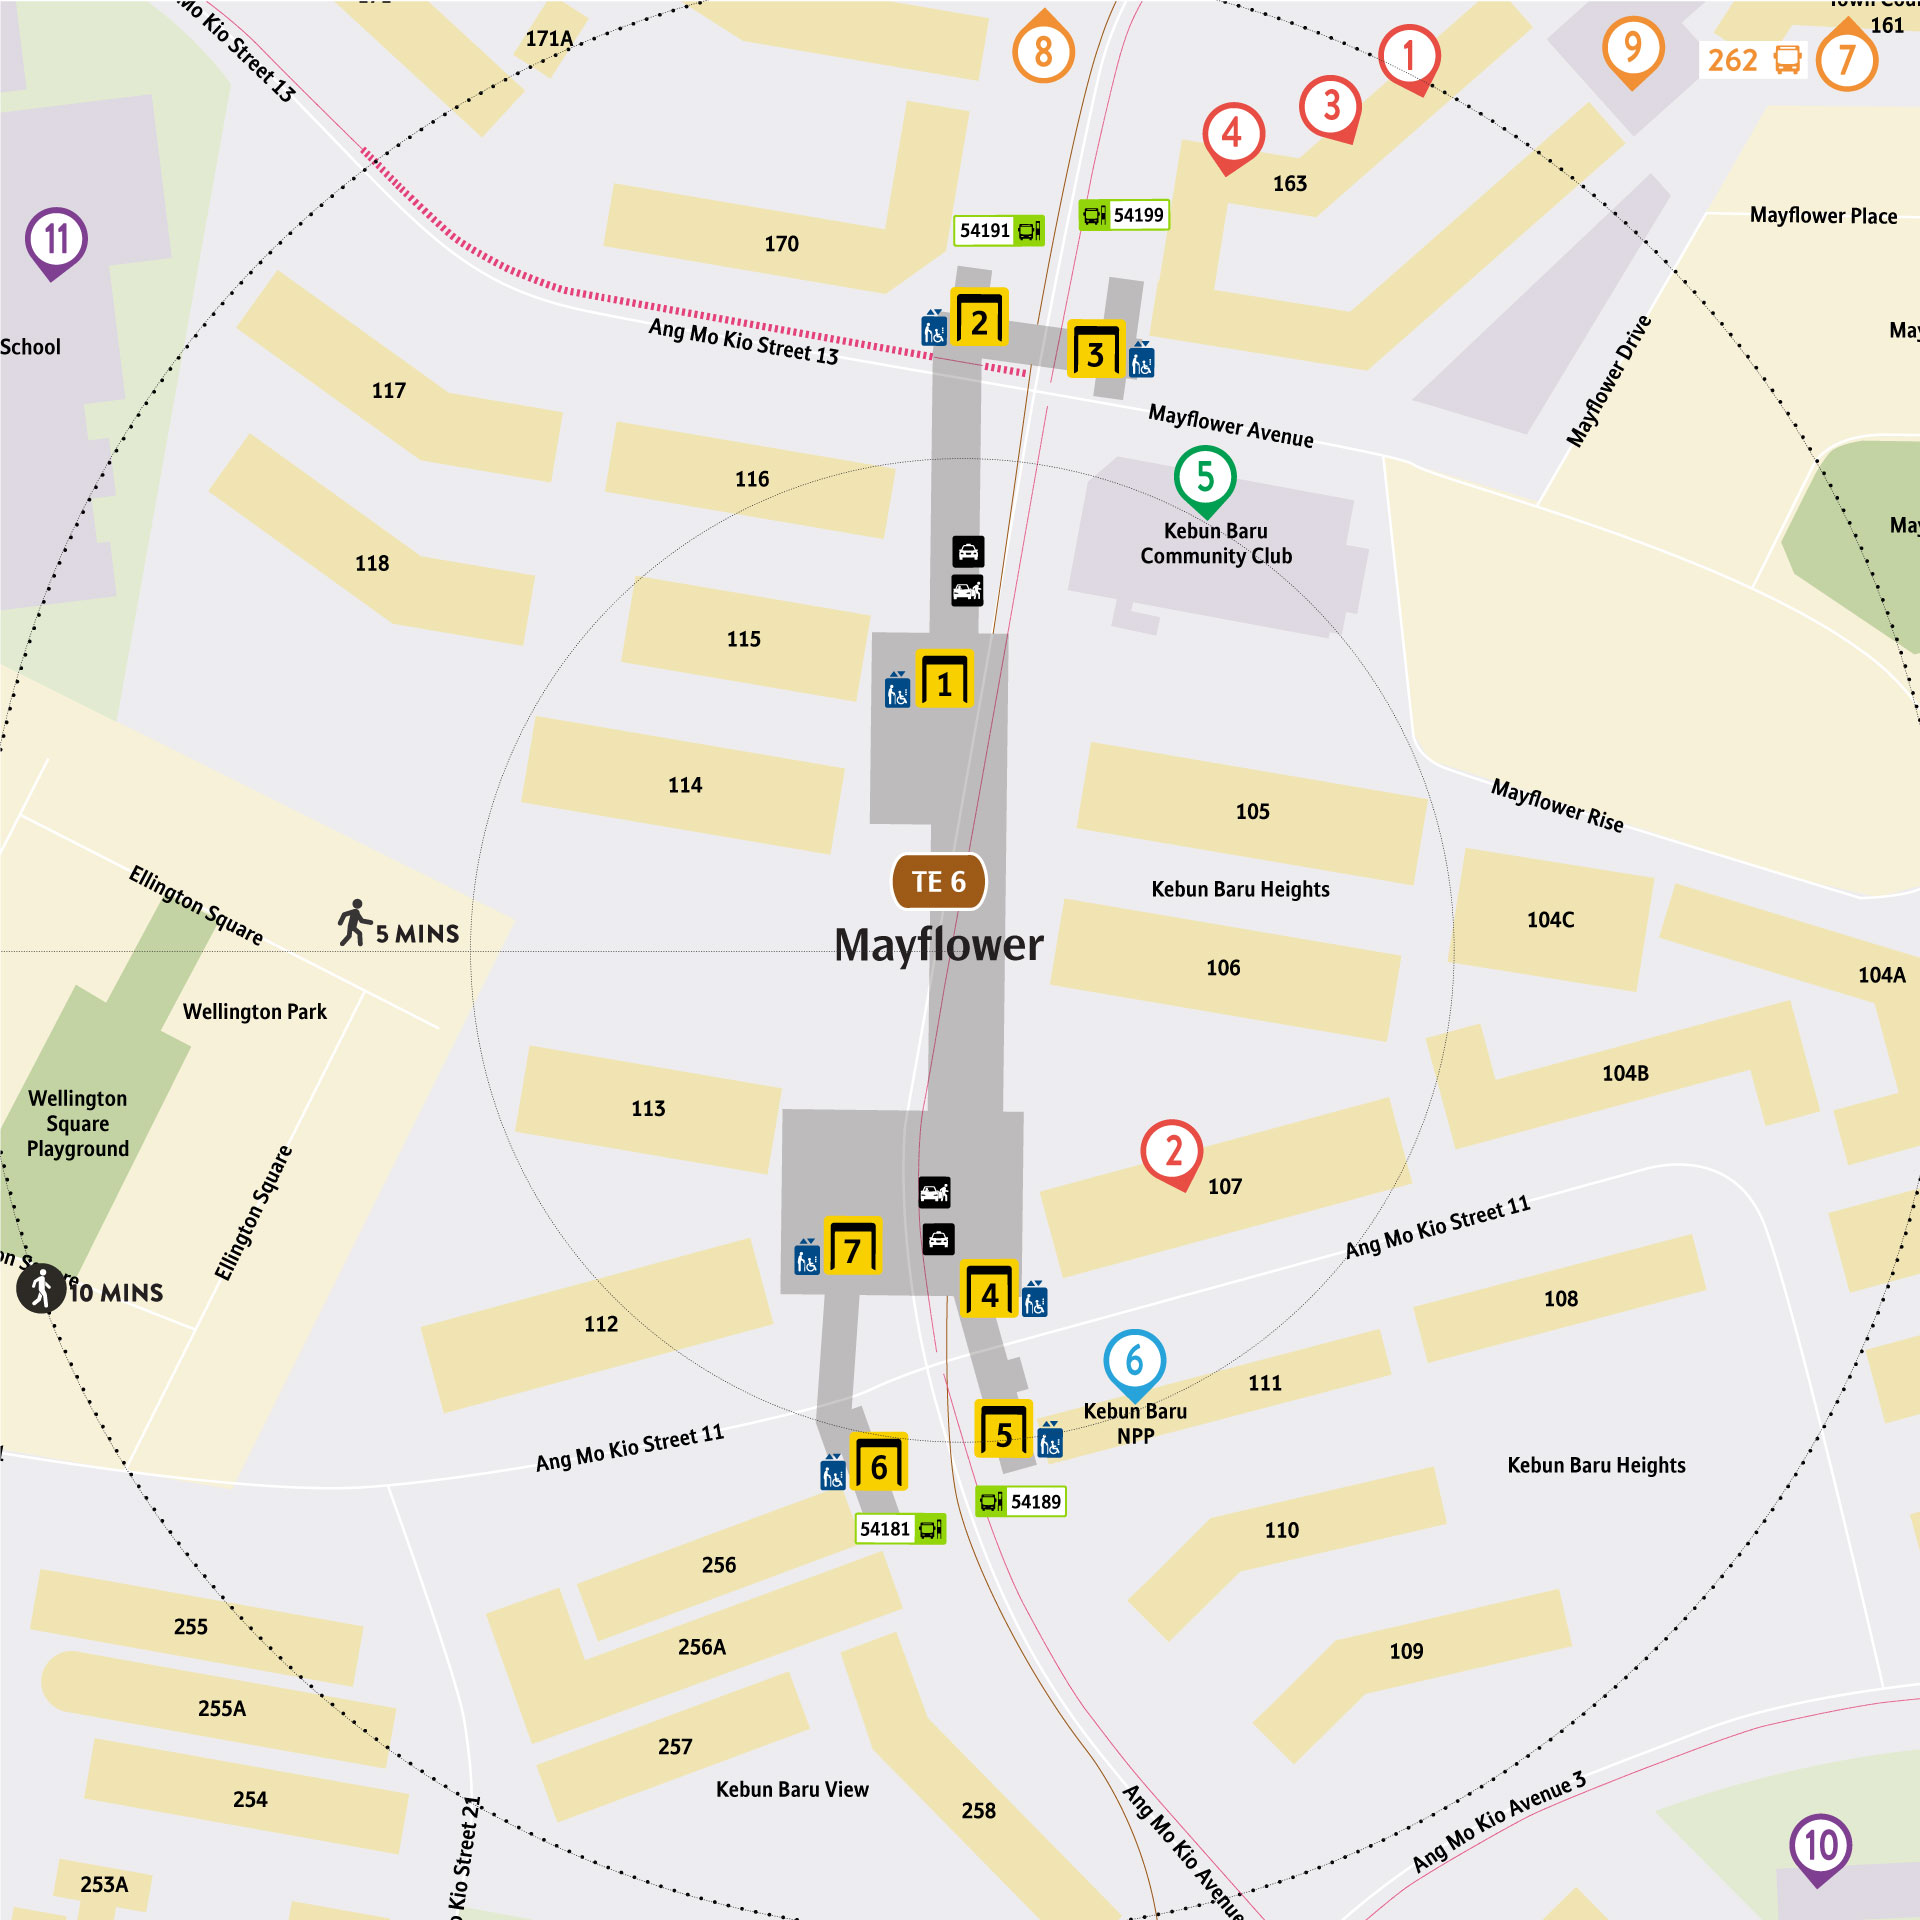 171A
8
1
9
262
7
161
3
4
Mo Kio Street 13
163
11
170
54191
54199
Mayflower Place
2
3
School
Ang Mo Kio Street 13
Mayflower Drive
117
Mayflower Avenue
116
5
Kebun Baru
Community Club
118
115
1
114
105
Mayflower Rise
TE 6
Kebun Baru Heights
Ellington Square
5 MINS
Mayflower
104C
106
104A
Wellington Park
104B
Wellington
Square
Playground
113
2
107
Ellington Square
Ang Mo Kio Street 11
7
4
10 MINS
108
112
6
111
Kebun Baru
NPP
5
Ang Mo Kio Street 11
6
Kebun Baru Heights
54189
54181
110
256
255
256A
109
255A
257
Kebun Baru View
254
258
Ang Mo Kio Avenue
Ang Mo Kio Avenue 3
Kio Street 21
10
253A